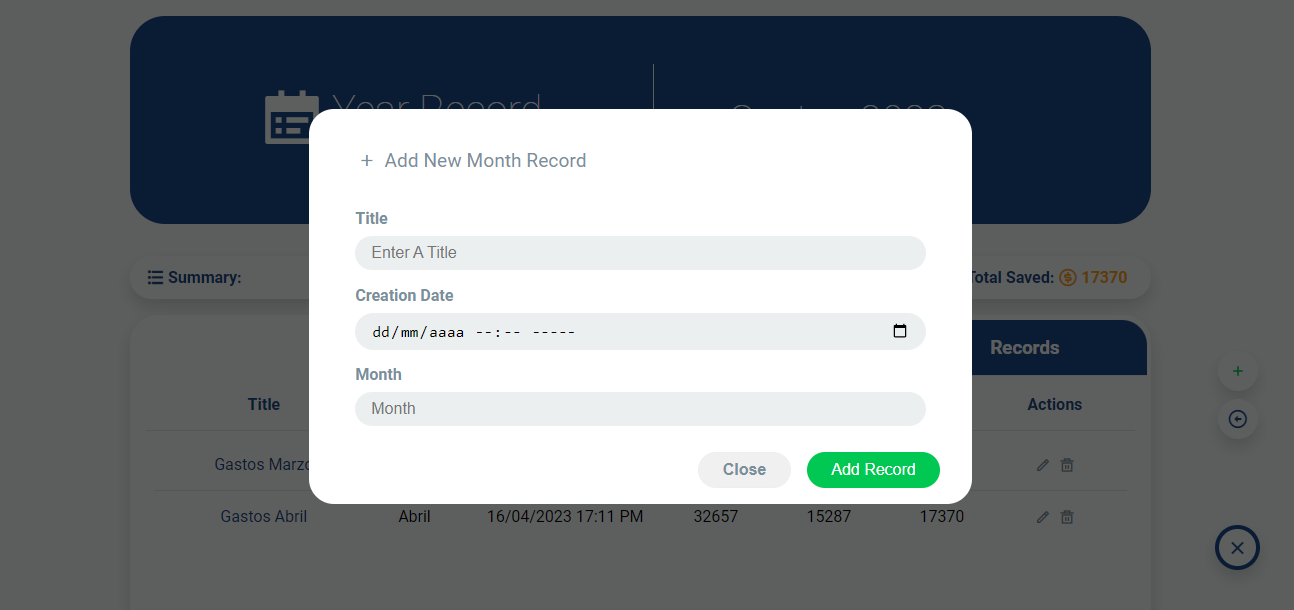 Year Record
+ Add New Month Record
Title
Enter A Title
Creation Date
dd/mm/aaaa --:-- -----
Month
Month
Close
Add Record
Summary:
Total Saved: 17370
Records
Title
Actions
Gastos Marzo
Gastos Abril Abril 16/04/2023 17:11 PM 32657 15287 17370